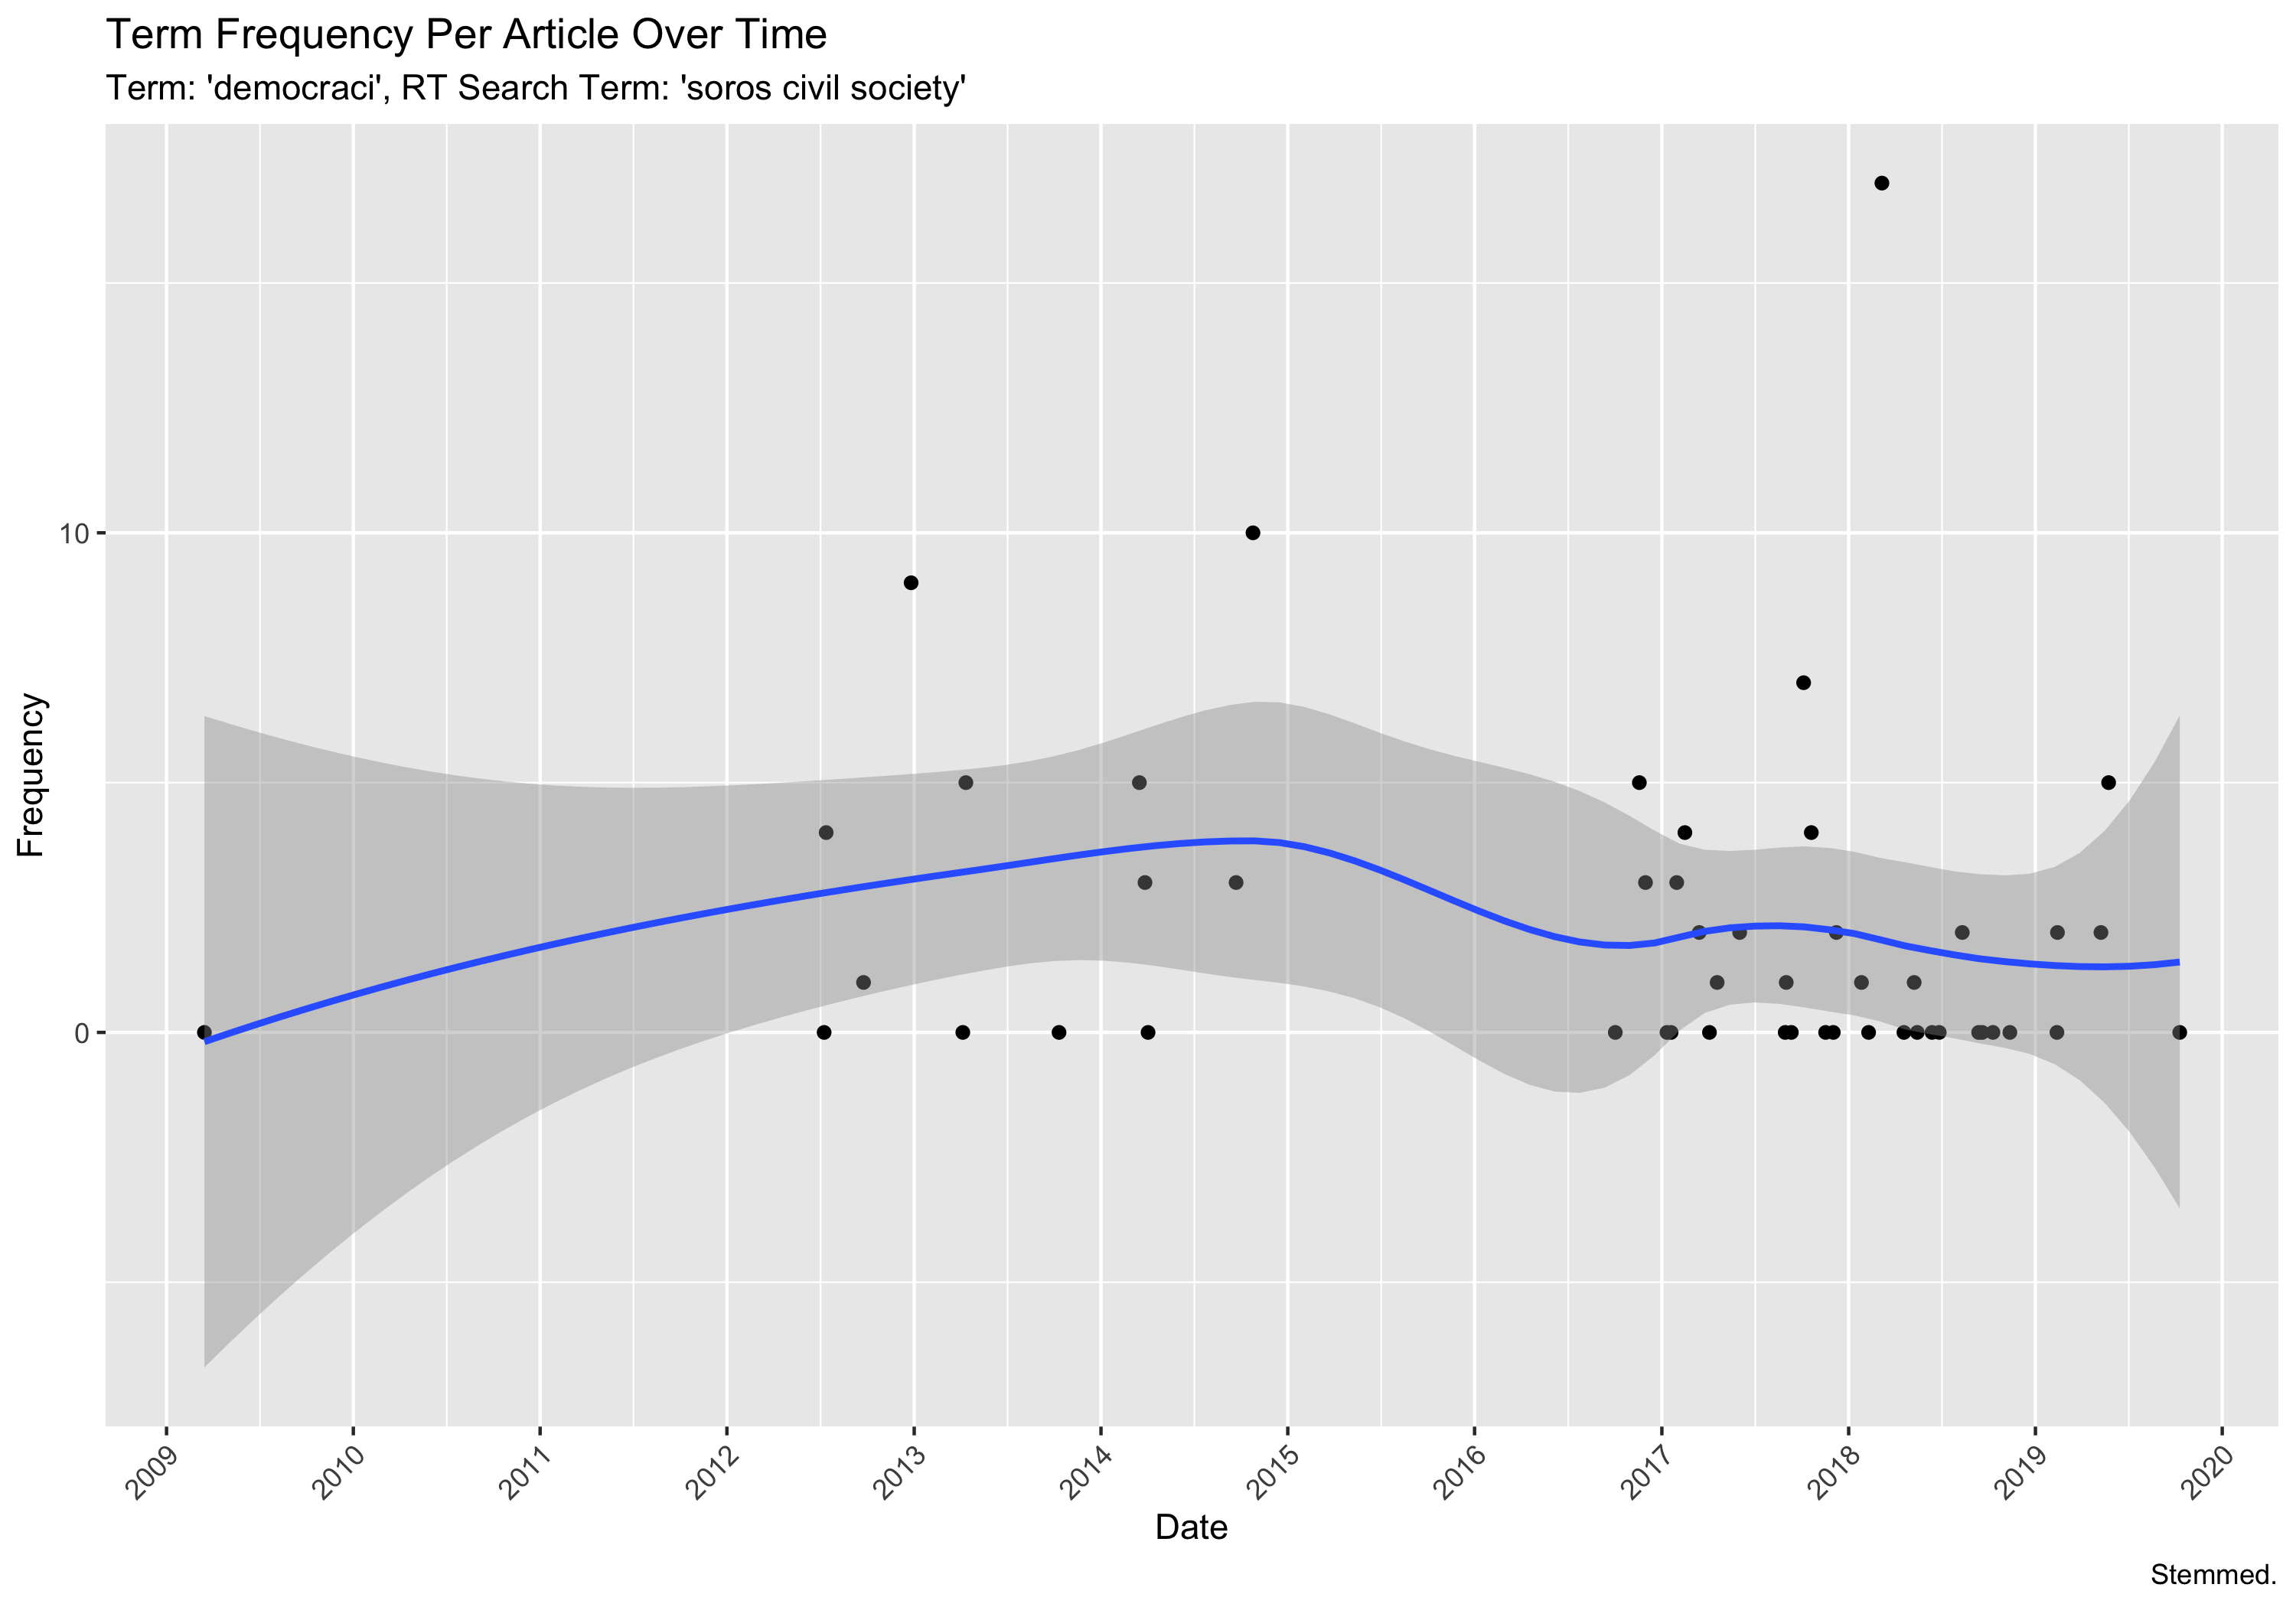 Term Frequency Per Article Over Time
Term: 'democraci', RT Search Term: 'soros civil society'
Frequency
10
0
2009
2010
2011
2012
2013
2014
2015
2016
2017
2018
2019
2020
Date
Stemmed.